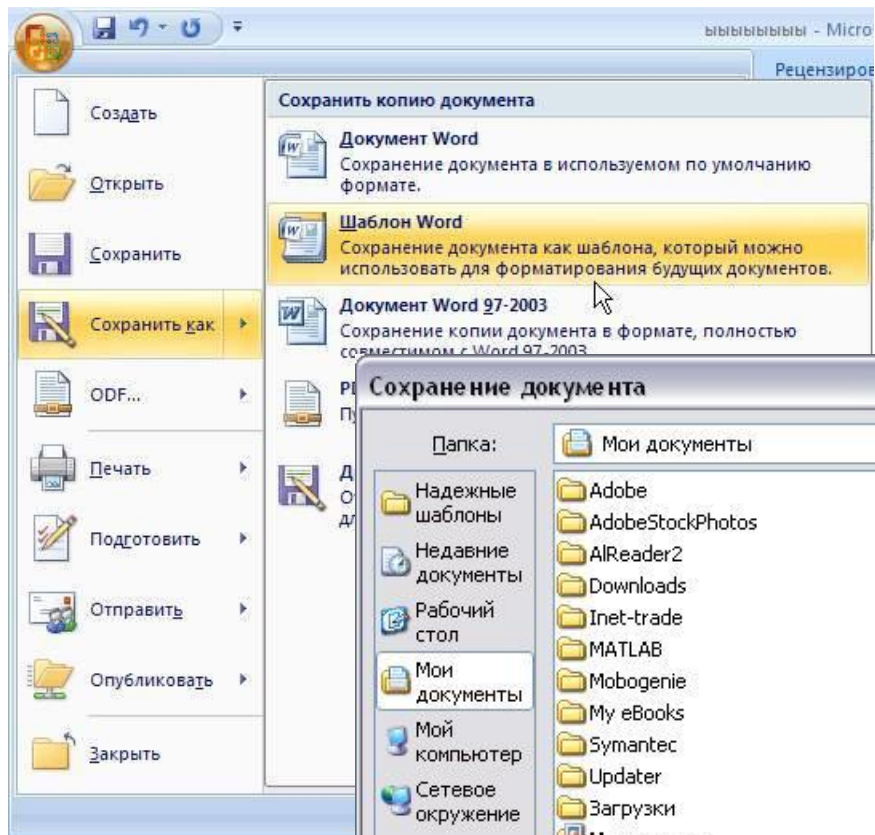 ыыыыыыыы - Micro
Рецензиров
Создать
Открыть
Сохранить
Сохранить как
ODF...
Печать
Подготовить
Отправить
Опубликовать
Закрыть
Сохранить копию документа
Документ Word
Сохранение документа в используемом по умолчанию
формате.
Шаблон Word
Сохранение документа как шаблона, который можно
использовать для форматирования будущих документов.
Документ Word 97-2003
Сохранение копии документа в формате, полностью
совместимом с Word 97-2003
Сохранение документа
Папка:
Мои документы
Надежные
шаблоны
Недавние
документы
Рабочий
стол
Мои
документы
Мой
компьютер
Сетевое
окружение
Adobe
AdobeStockPhotos
AlReader2
Downloads
Inet-trade
MATLAB
Mobogenie
My eBooks
Symantec
Updater
Загрузки